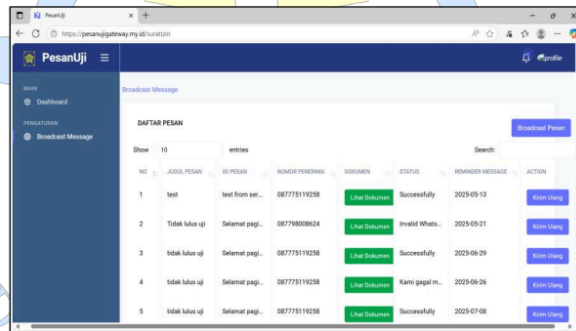 PesanUji
https://pesanujigateway.my.id/surattoin
PesanUji
profile
MAIN
Dashboard
PENGATURAN
Broadcast Message
Broadcast Message
DAFTAR PESAN
Broadcast Pesan
Show 10 entries Search:
NO JUDUL PESAN ISI PESAN NOMOR PENERIMA DOKUMEN STATUS REMINDER MESSAGE ACTION
1 test test from ser... 087775119258 Lihat Dokumen Successfully 2025-05-13 Kirim Ulang
2 Tidak lulus uji Selamat pagi... 087798008624 Lihat Dokumen Invalid Whats... 2025-05-21 Kirim Ulang
3 tidak lulus uji Selamat pagi... 087775119258 Lihat Dokumen Successfully 2025-06-29 Kirim Ulang
4 tidak lulus uji Selamat pagi... 087775119258 Lihat Dokumen Kami gagal m... 2025-06-26 Kirim Ulang
5 tidak lulus uji Selamat pagi... 087775119258 Lihat Dokumen Successfully 2025-07-08 Kirim Ulang